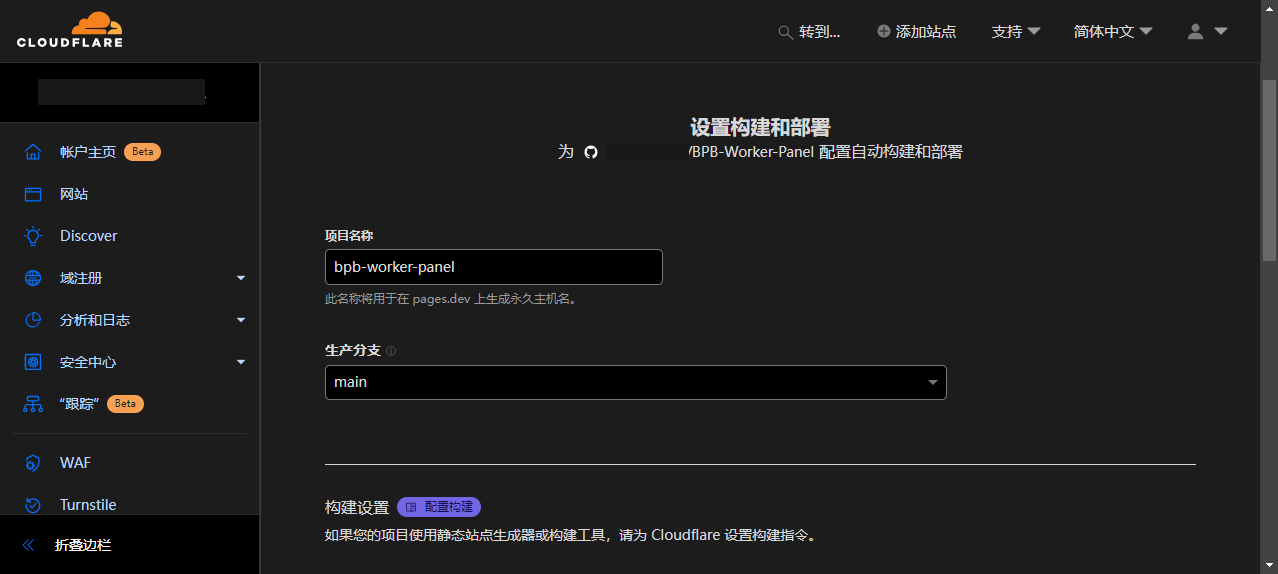 CLOUDFLARE
转到...
添加站点
支持
简体中文
帐户主页 Beta
网站
Discover
域注册
分析和日志
安全中心
“跟踪” Beta
WAF
Turnstile
折叠边栏
设置构建和部署
为 /BPB-Worker-Panel 配置自动构建和部署
项目名称
bpb-worker-panel
此名称将用于在 pages.dev 上生成永久主机名。
生产分支
main
构建设置 配置构建
如果您的项目使用静态站点生成器或构建工具，请为 Cloudflare 设置构建指令。